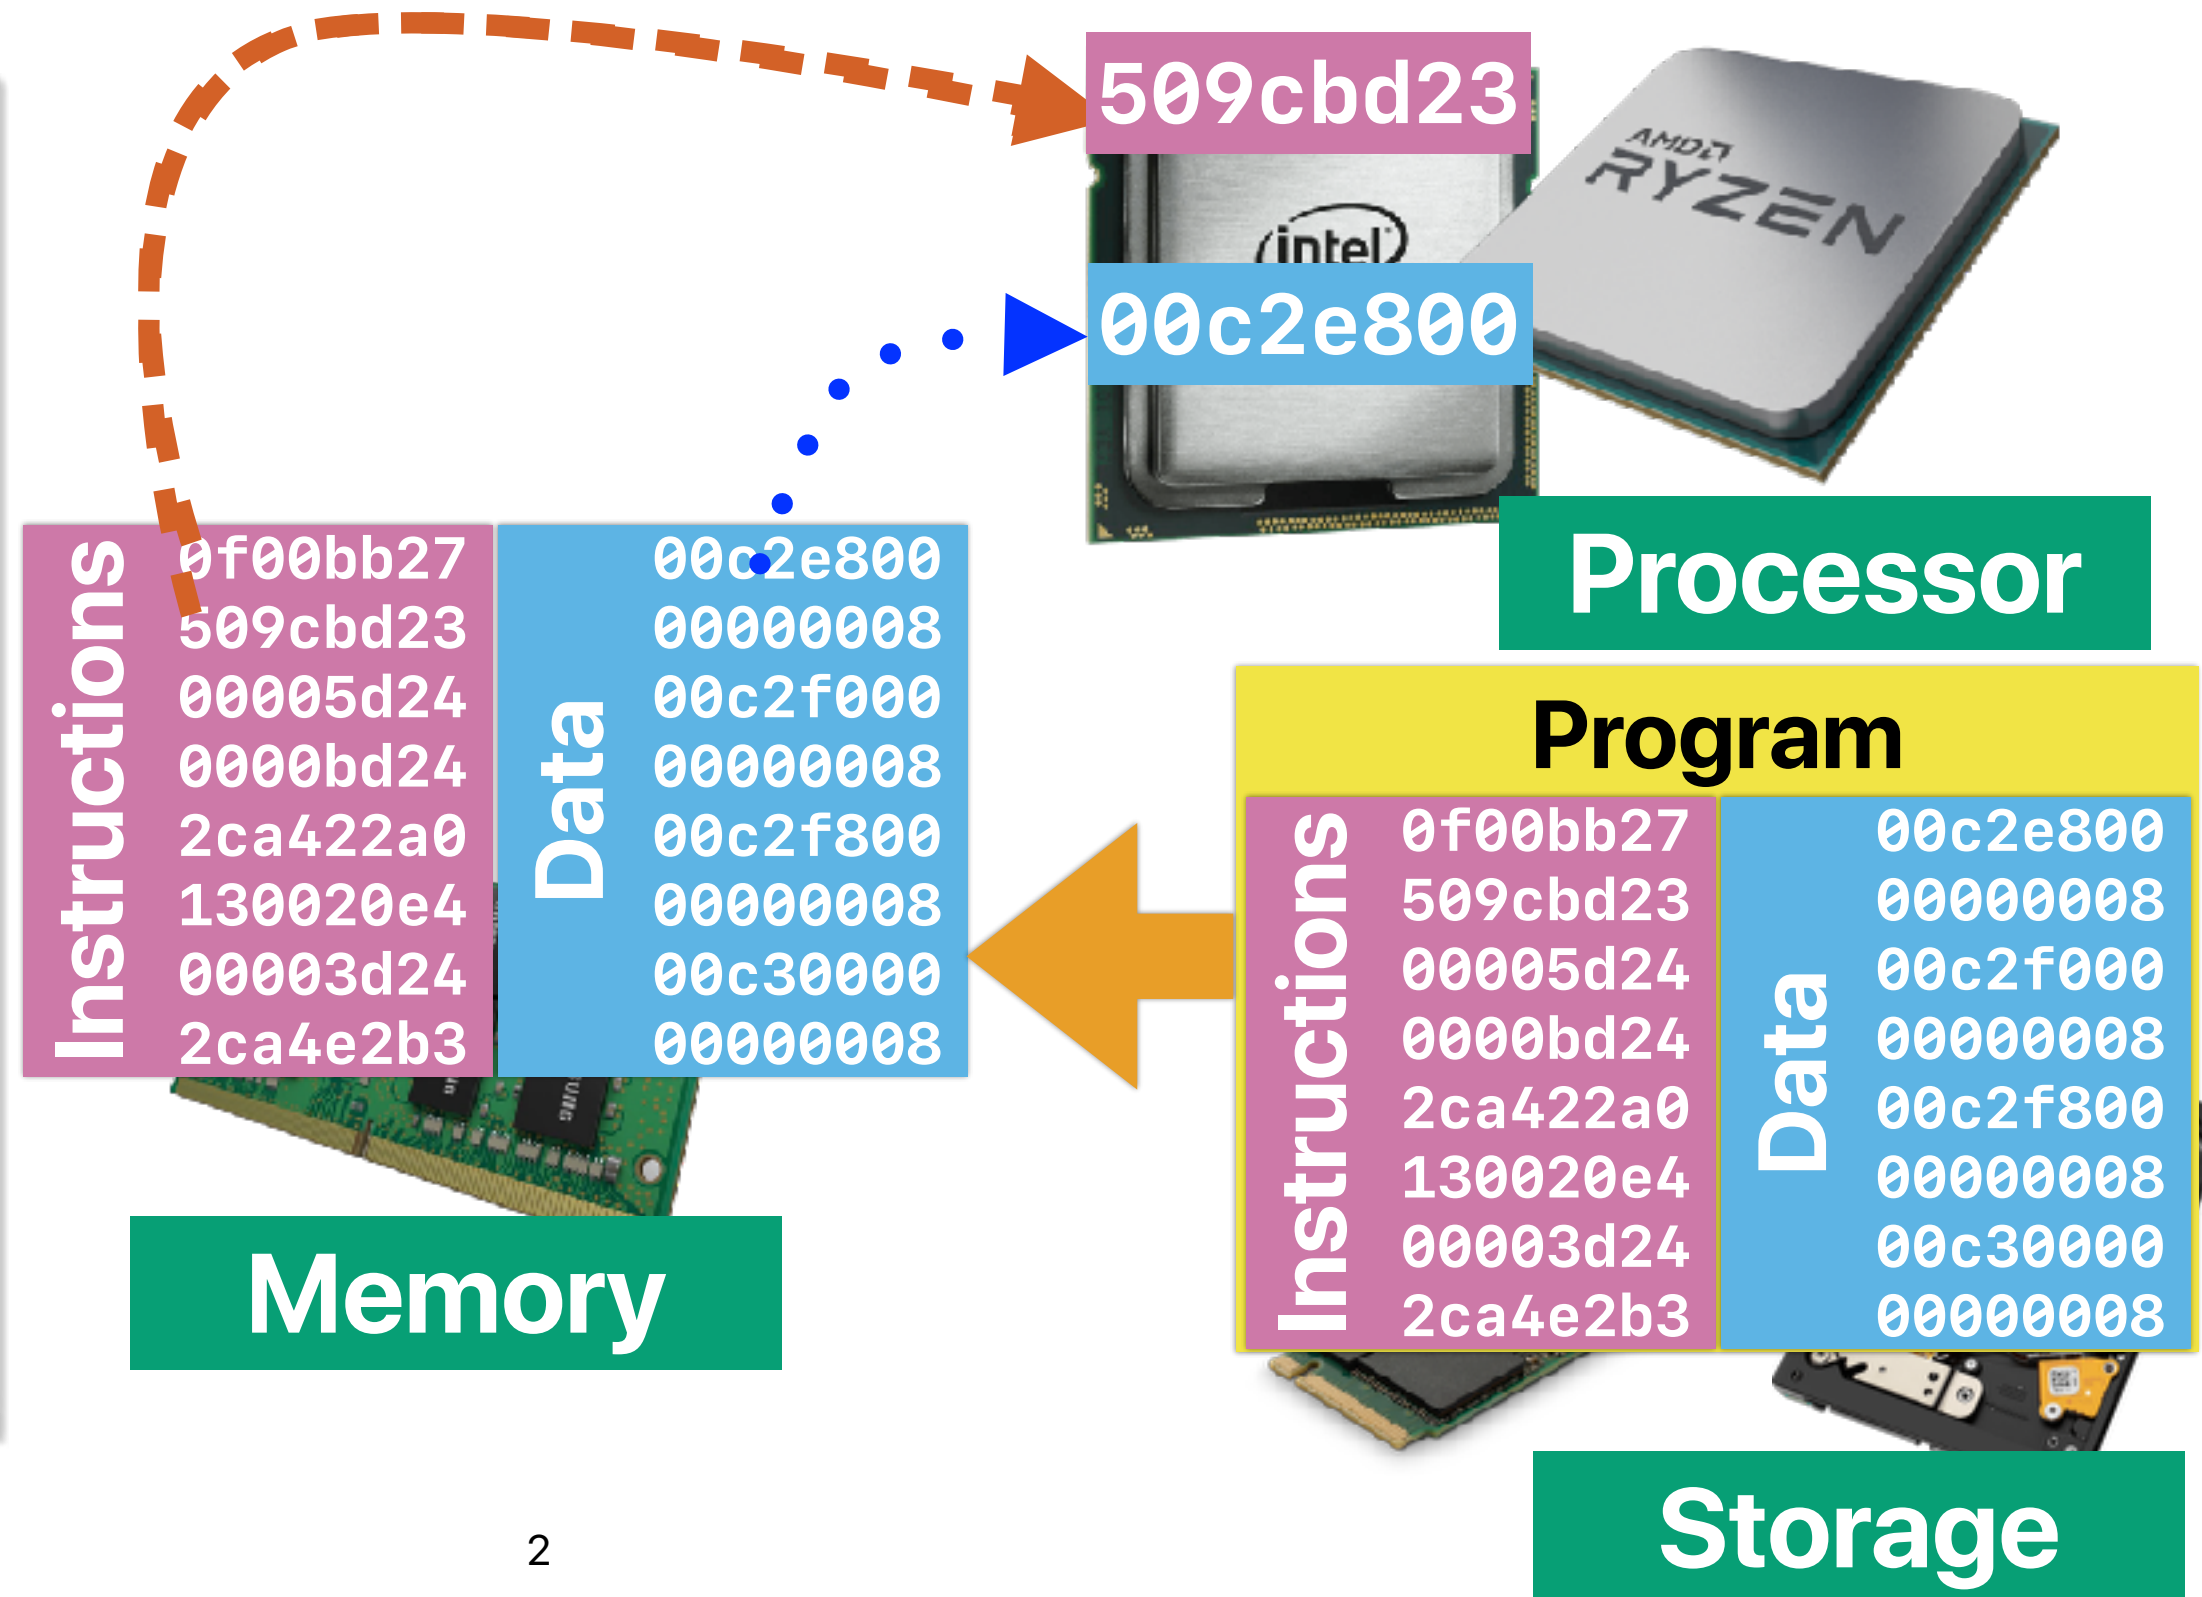 509cbd23
AMD
RYZEN
intel
00c2e800
Processor
Instructions
0f00bb27
509cbd23
00005d24
0000bd24
2ca422a0
130020e4
00003d24
2ca4e2b3
Data
00c2e800
00000008
00c2f000
00000008
00c2f800
00000008
00c30000
00000008
Memory
Program
Instructions
0f00bb27
509cbd23
00005d24
0000bd24
2ca422a0
130020e4
00003d24
2ca4e2b3
Data
00c2e800
00000008
00c2f000
00000008
00c2f800
00000008
00c30000
00000008
Storage
2